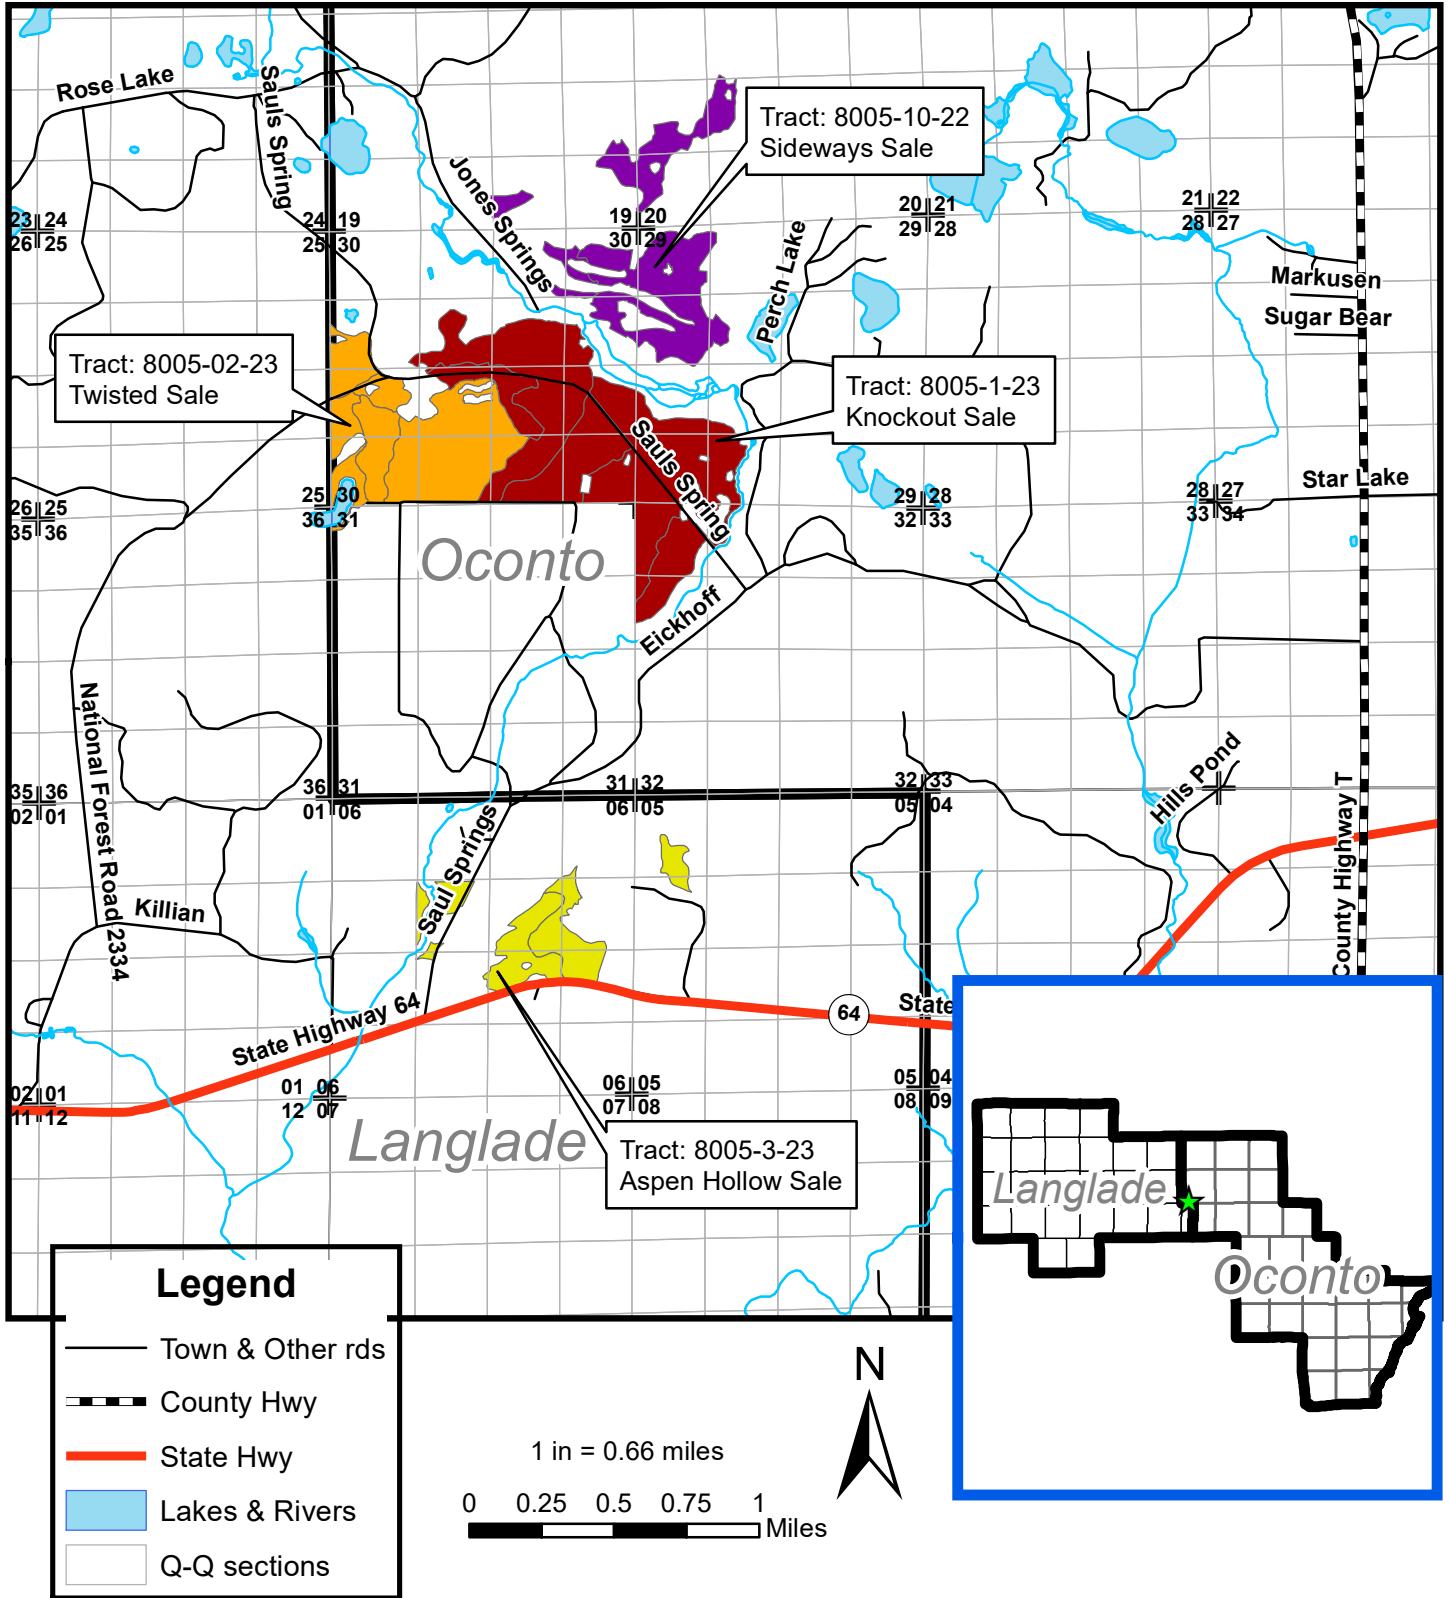 Rose Lake
Sauls Spring
Jones Springs
Tract: 8005-10-22
Sideways Sale
23 24
26 25
24 19
25 30
19 20
30 29
20 21
29 28
21 22
28 27
Perch Lake
Markusen
Sugar Bear
Tract: 8005-02-23
Twisted Sale
Tract: 8005-1-23
Knockout Sale
Sauls Spring
Star Lake
26 25
35 36
25 30
36 31
29 28
32 33
28 27
33 34
Oconto
Eickhoff
National Forest Road 2334
Hills Pond
County Highway T
35 36
02 01
36 31
01 06
31 32
06 05
32 33
05 04
Saul Springs
Killian
State Highway 64
64
State
02 01
11 12
01 06
12 07
06 05
07 08
05 04
08 09
Langlade
Tract: 8005-3-23
Aspen Hollow Sale
Langlade
Oconto
Legend
Town & Other rds
County Hwy
State Hwy
Lakes & Rivers
Q-Q sections
N
1 in = 0.66 miles
0 0.25 0.5 0.75 1
Miles